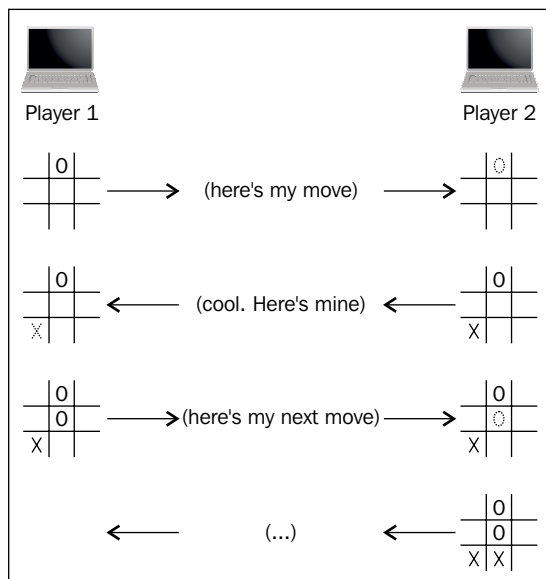 Player 1 Player 2
O O
(here's my move)
O O
(cool. Here's mine)
X X
O O
O (here's my next move) O
X X
O
(...) O
X X